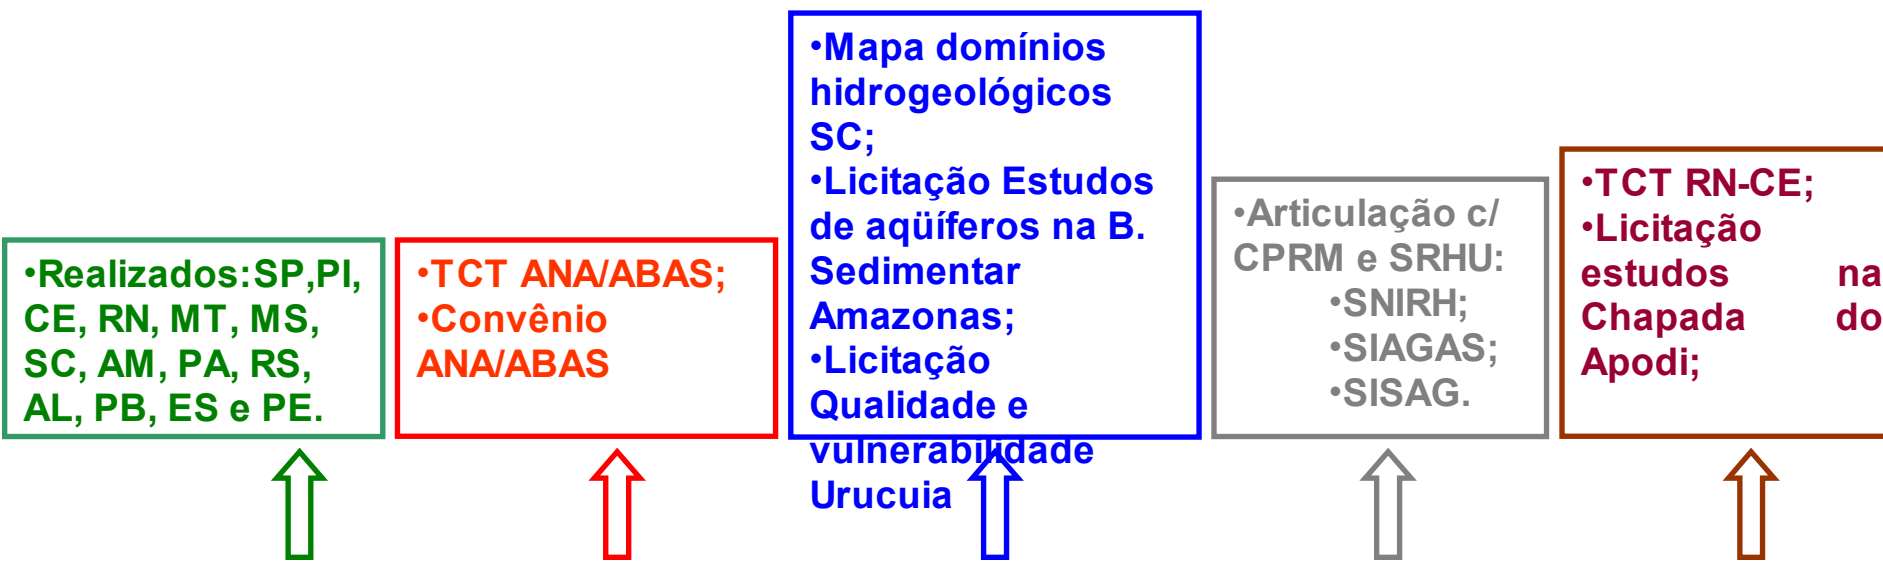 •Realizados:SP,PI,
CE, RN, MT, MS,
SC, AM, PA, RS,
AL, PB, ES e PE.
•TCT ANA/ABAS;
•Convênio
ANA/ABAS
•Mapa domínios
hidrogeológicos
SC;
•Licitação Estudos
de aqüíferos na B.
Sedimentar
Amazonas;
•Licitação
Qualidade e
vulnerabilidade
Urucuia
•Articulação c/
CPRM e SRHU:
•SNIRH;
•SIAGAS;
•SISAG.
•TCT RN-CE;
•Licitação
estudos na
Chapada do
Apodi;